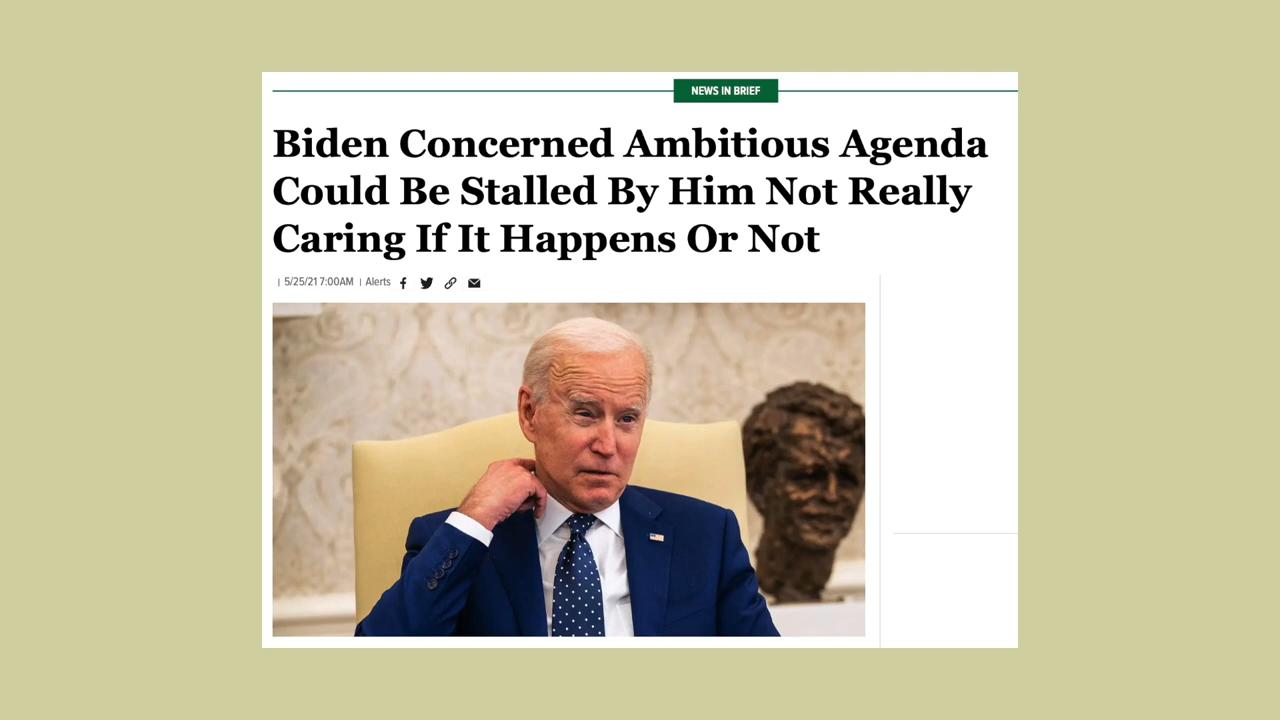 NEWS IN BRIEF
Biden Concerned Ambitious Agenda
Could Be Stalled By Him Not Really
Caring If It Happens Or Not
| 5/25/21 7:00AM | Alerts